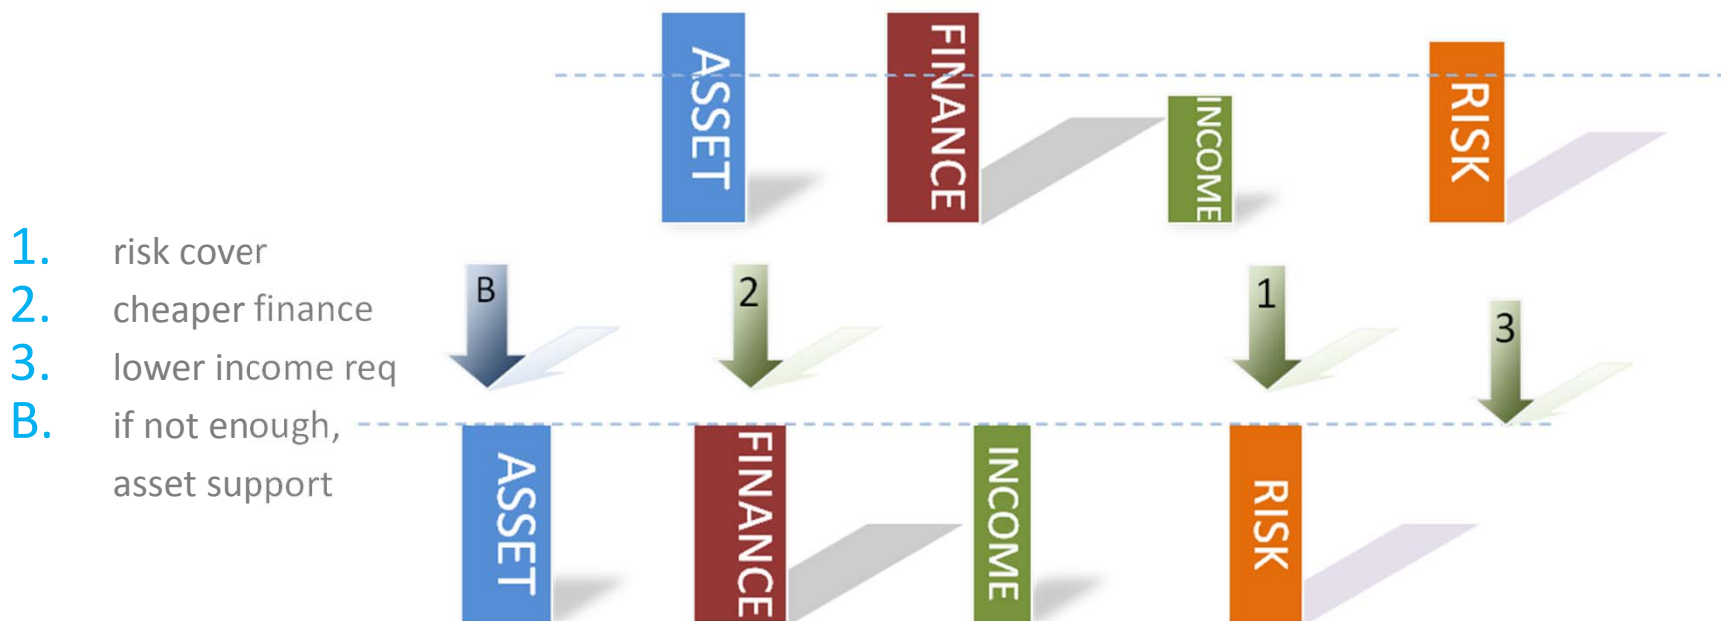 ASSET
FINANCE
INCOME
RISK
1. risk cover
2. cheaper finance
3. lower income req
B. if not enough,
asset support
B
2
1
3
ASSET
FINANCE
INCOME
RISK